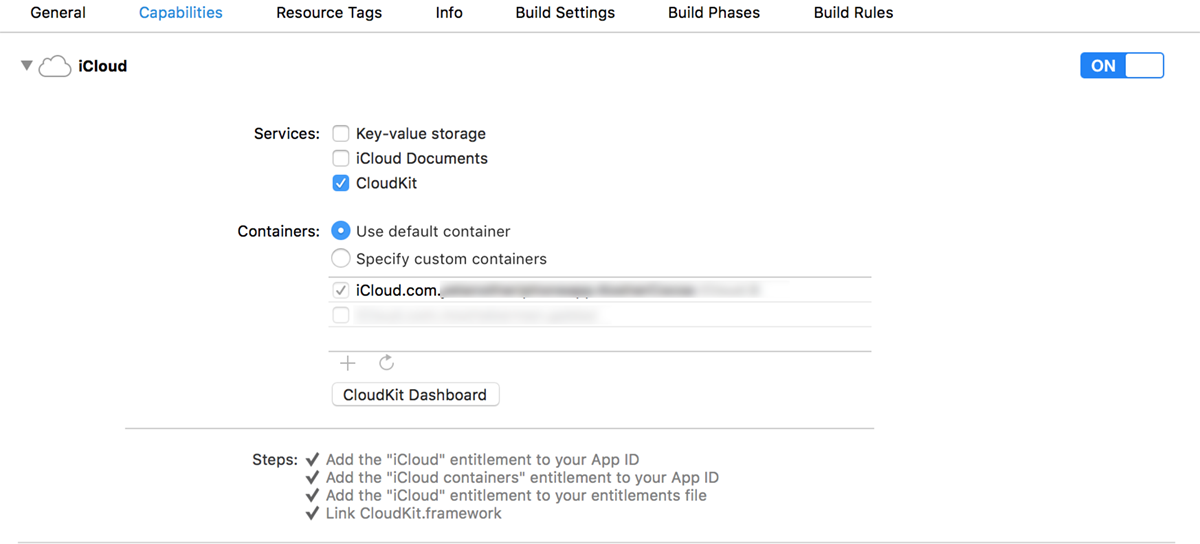 General Capabilities Resource Tags Info Build Settings Build Phases Build Rules
iCloud ON
Services: Key-value storage
iCloud Documents
CloudKit
Containers: Use default container
Specify custom containers
iCloud.com.
CloudKit Dashboard
Steps: Add the "iCloud" entitlement to your App ID
Add the "iCloud containers" entitlement to your App ID
Add the "iCloud" entitlement to your entitlements file
Link CloudKit.framework